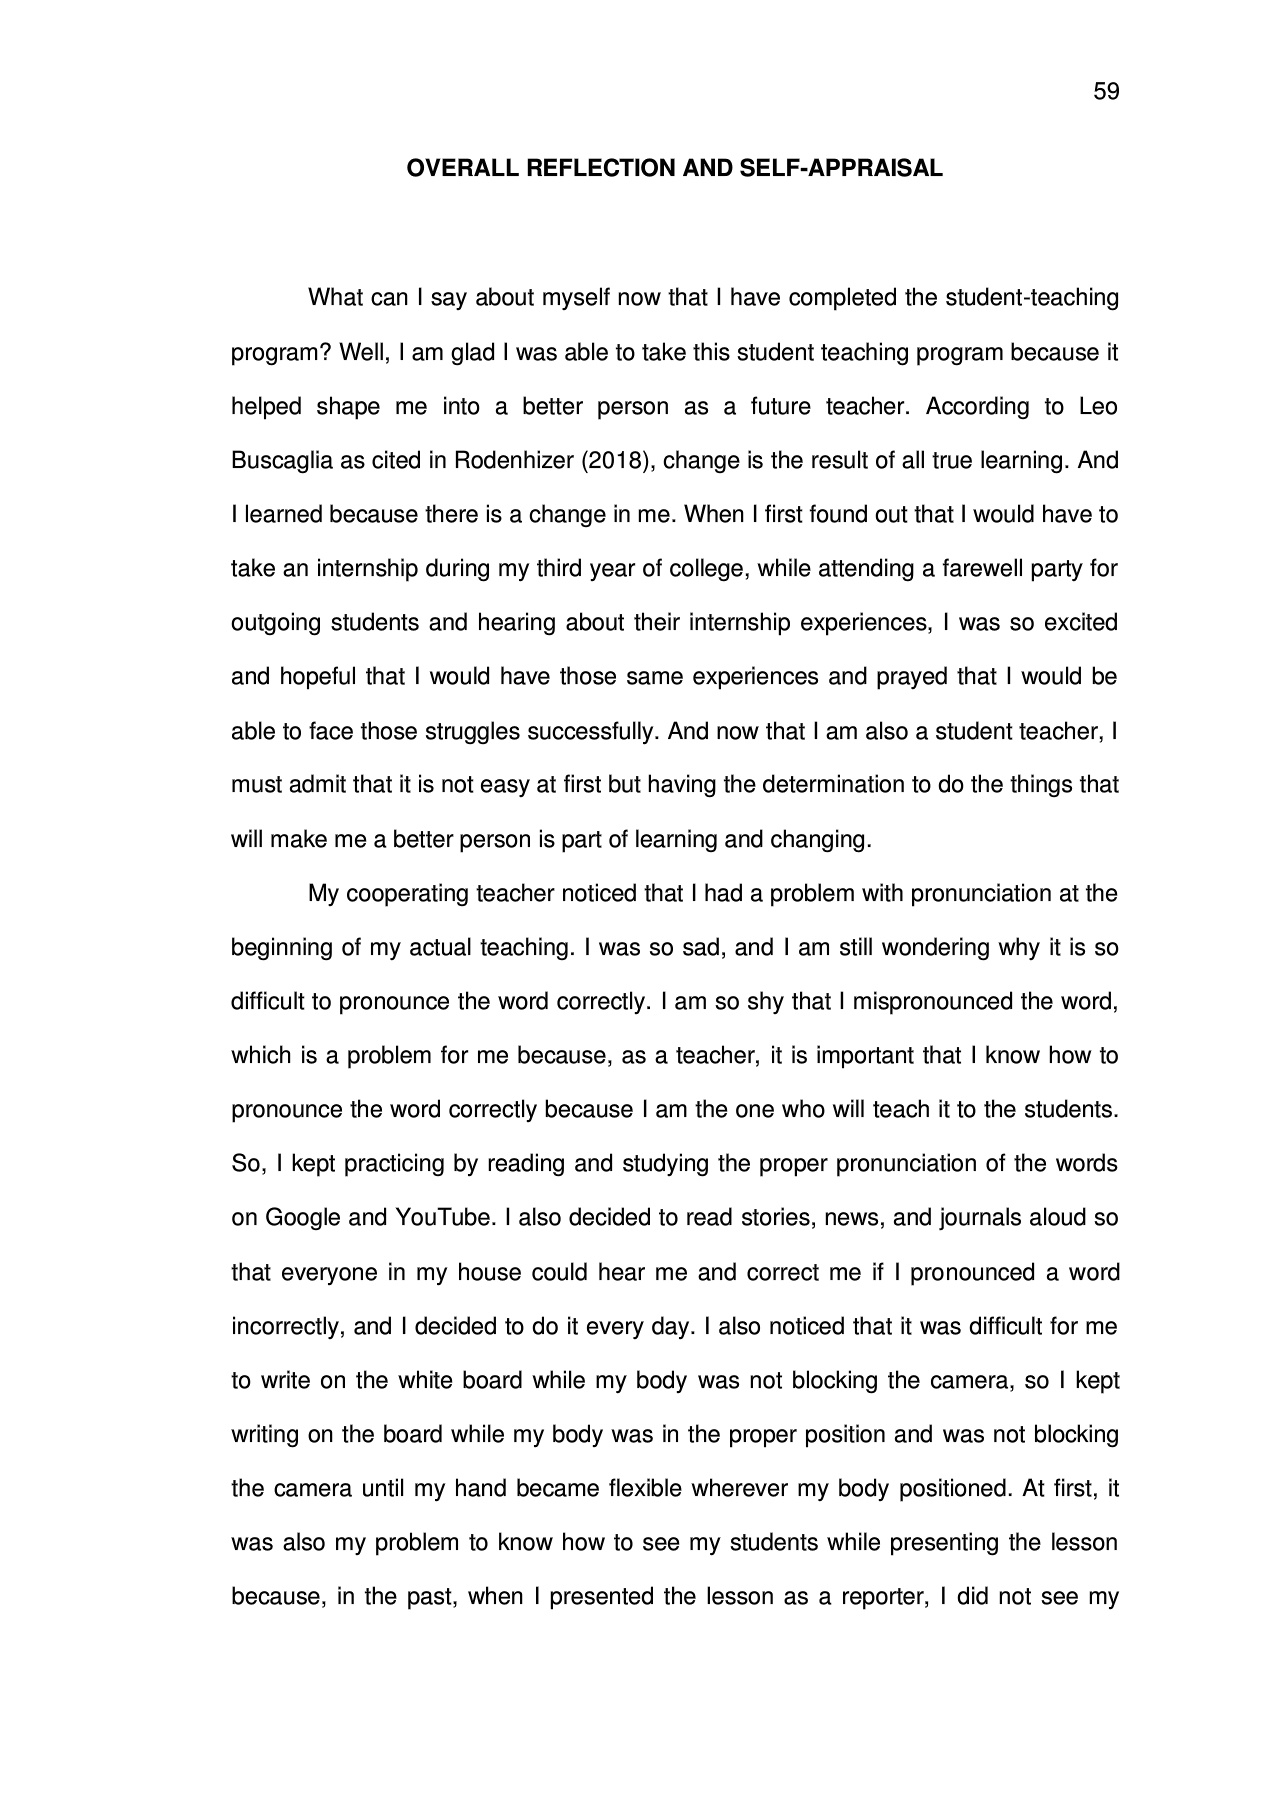 59
OVERALL REFLECTION AND SELF-APPRAISAL
What can I say about myself now that I have completed the student-teaching
program? Well, I am glad I was able to take this student teaching program because it
helped shape me into a better person as a future teacher. According to Leo
Buscaglia as cited in Rodenhizer (2018), change is the result of all true learning. And
I learned because there is a change in me. When I first found out that I would have to
take an internship during my third year of college, while attending a farewell party for
outgoing students and hearing about their internship experiences, I was so excited
and hopeful that I would have those same experiences and prayed that I would be
able to face those struggles successfully. And now that I am also a student teacher, I
must admit that it is not easy at first but having the determination to do the things that
will make me a better person is part of learning and changing.
My cooperating teacher noticed that I had a problem with pronunciation at the
beginning of my actual teaching. I was so sad, and I am still wondering why it is so
difficult to pronounce the word correctly. I am so shy that I mispronounced the word,
which is a problem for me because, as a teacher, it is important that I know how to
pronounce the word correctly because I am the one who will teach it to the students.
So, I kept practicing by reading and studying the proper pronunciation of the words
on Google and YouTube. I also decided to read stories, news, and journals aloud so
that everyone in my house could hear me and correct me if I pronounced a word
incorrectly, and I decided to do it every day. I also noticed that it was difficult for me
to write on the white board while my body was not blocking the camera, so I kept
writing on the board while my body was in the proper position and was not blocking
the camera until my hand became flexible wherever my body positioned. At first, it
was also my problem to know how to see my students while presenting the lesson
because, in the past, when I presented the lesson as a reporter, I did not see my